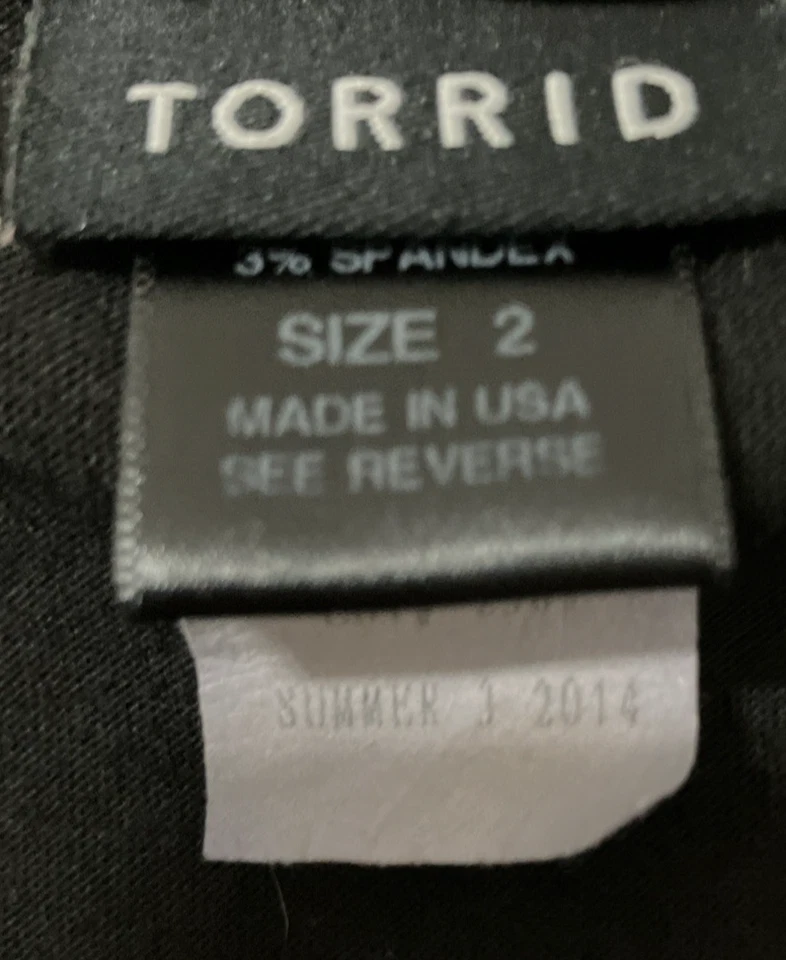 TORRID
3% SPANDEX
SIZE 2
MADE IN USA
SEE REVERSE
SUMMER 3 2014